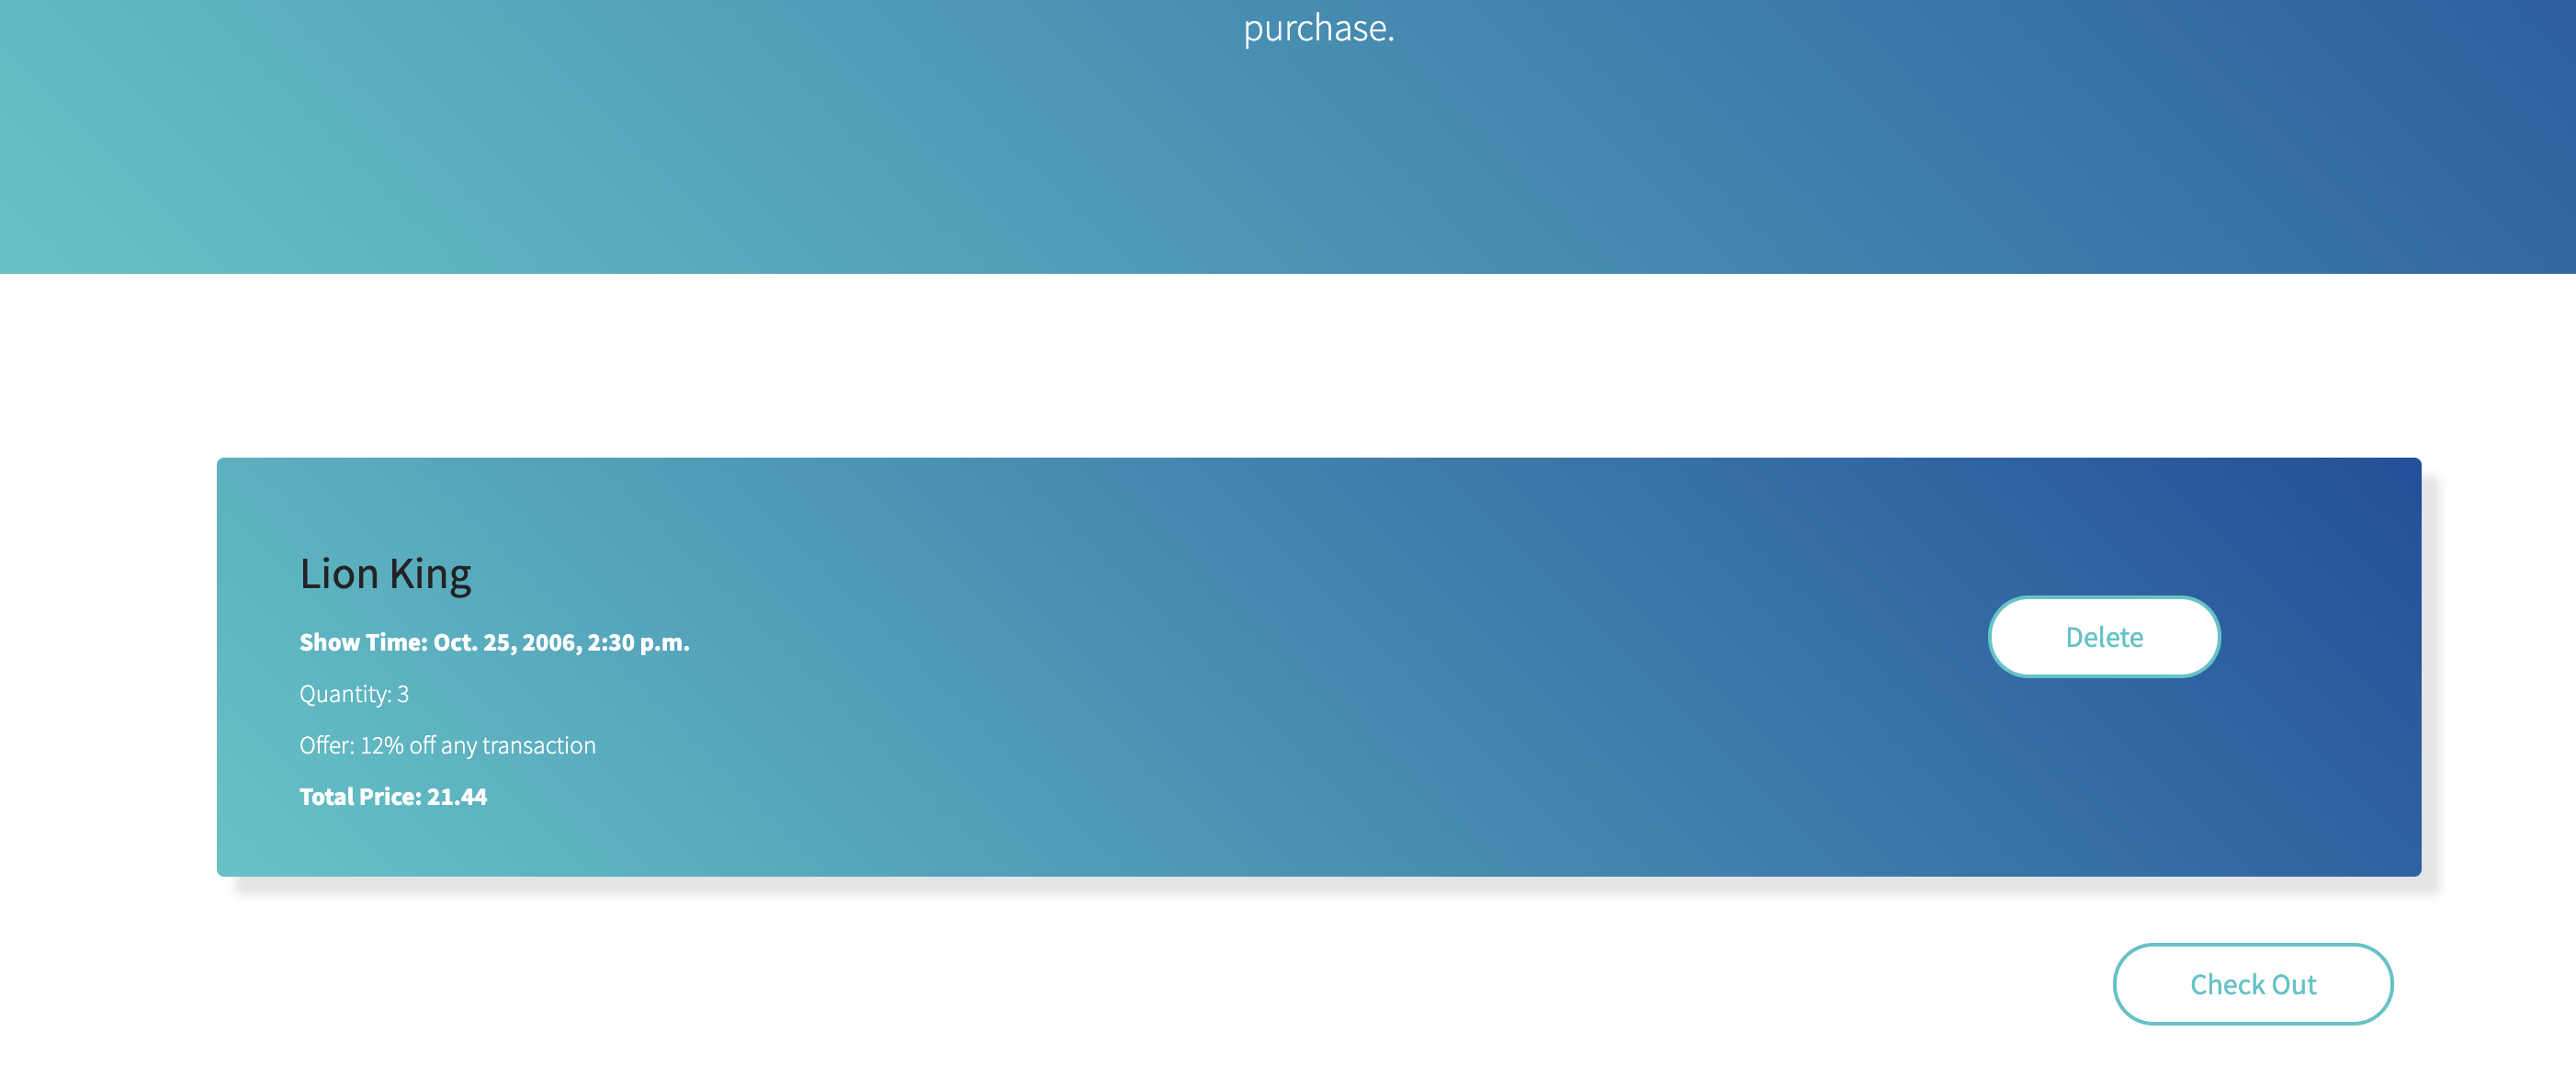 purchase.
Lion King
Show Time: Oct. 25, 2006, 2:30 p.m.
Quantity: 3
Offer: 12% off any transaction
Total Price: 21.44
Delete
Check Out